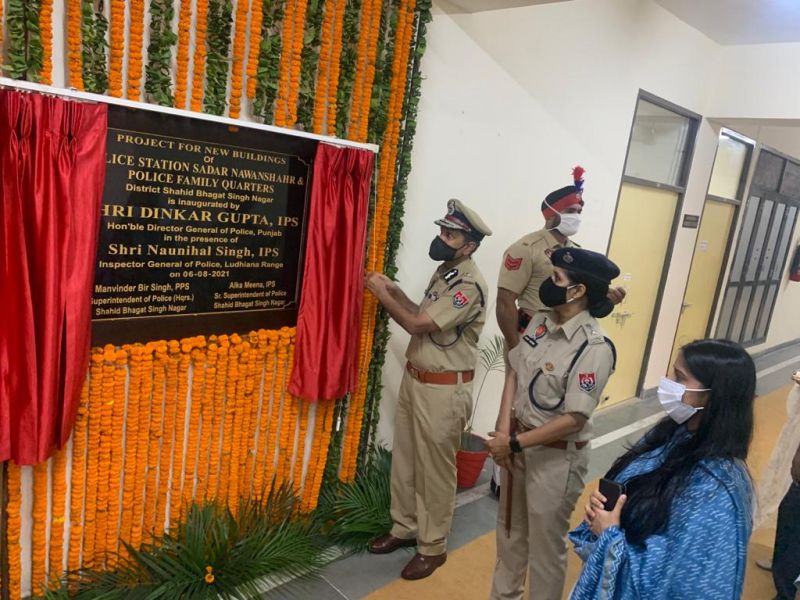 PROJECT FOR NEW BUILDINGS
Of
LICE STATION SADAR NAWANSHAHR &
POLICE FAMILY QUARTERS
District Shahid Bhagat Singh Nagar
is inaugurated by
HRI DINKAR GUPTA, IPS
Hon'ble Director General of Police, Punjab
in the presence of
Shri Naunihal Singh, IPS
Inspector General of Police, Ludhiana Range
on 06-08-2021
Manvinder Bir Singh, PPS
Superintendent of Police (Hqrs.)
Shahid Bhagat Singh Nagar
Alka Meena, IPS
Sr. Superintendent of Police
Shahid Bhagat Singh Nagar